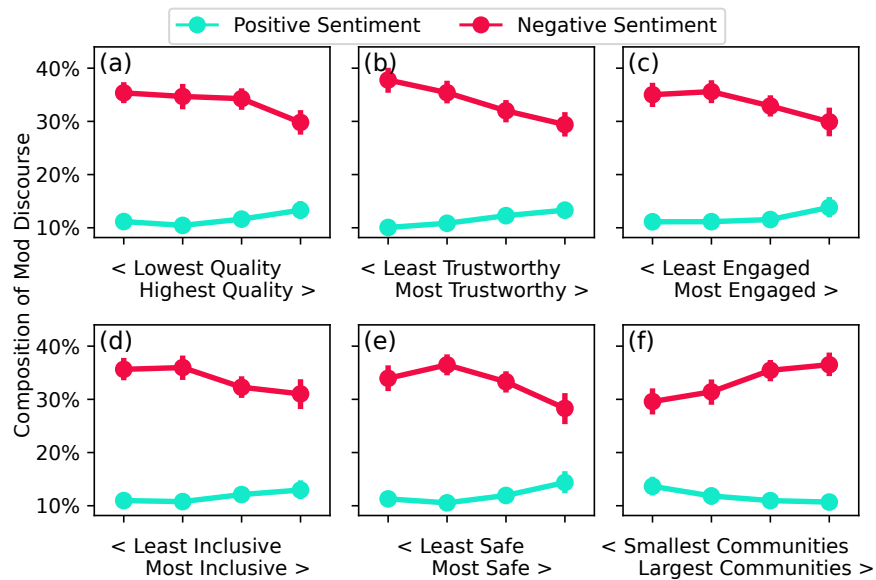 Positive Sentiment Negative Sentiment
Composition of Mod Discourse
(a) (b) (c)
40%
30%
20%
10%
< Lowest Quality
Highest Quality >
< Least Trustworthy
Most Trustworthy >
< Least Engaged
Most Engaged >
(d) (e) (f)
40%
30%
20%
10%
< Least Inclusive
Most Inclusive >
< Least Safe
Most Safe >
< Smallest Communities
Largest Communities >